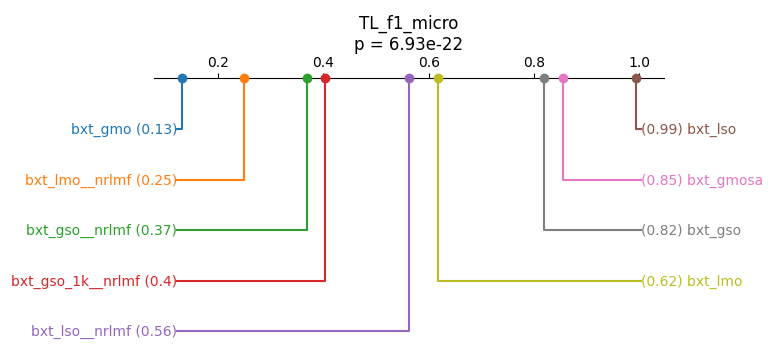 TL_f1_micro
p = 6.93e-22
0.2 0.4 0.6 0.8 1.0
bxt_gmo (0.13) (0.99) bxt_lso
bxt_lmo__nrlmf (0.25) (0.85) bxt_gmosa
bxt_gso__nrlmf (0.37) (0.82) bxt_gso
bxt_gso_1k__nrlmf (0.4) (0.62) bxt_lmo
bxt_lso__nrlmf (0.56)